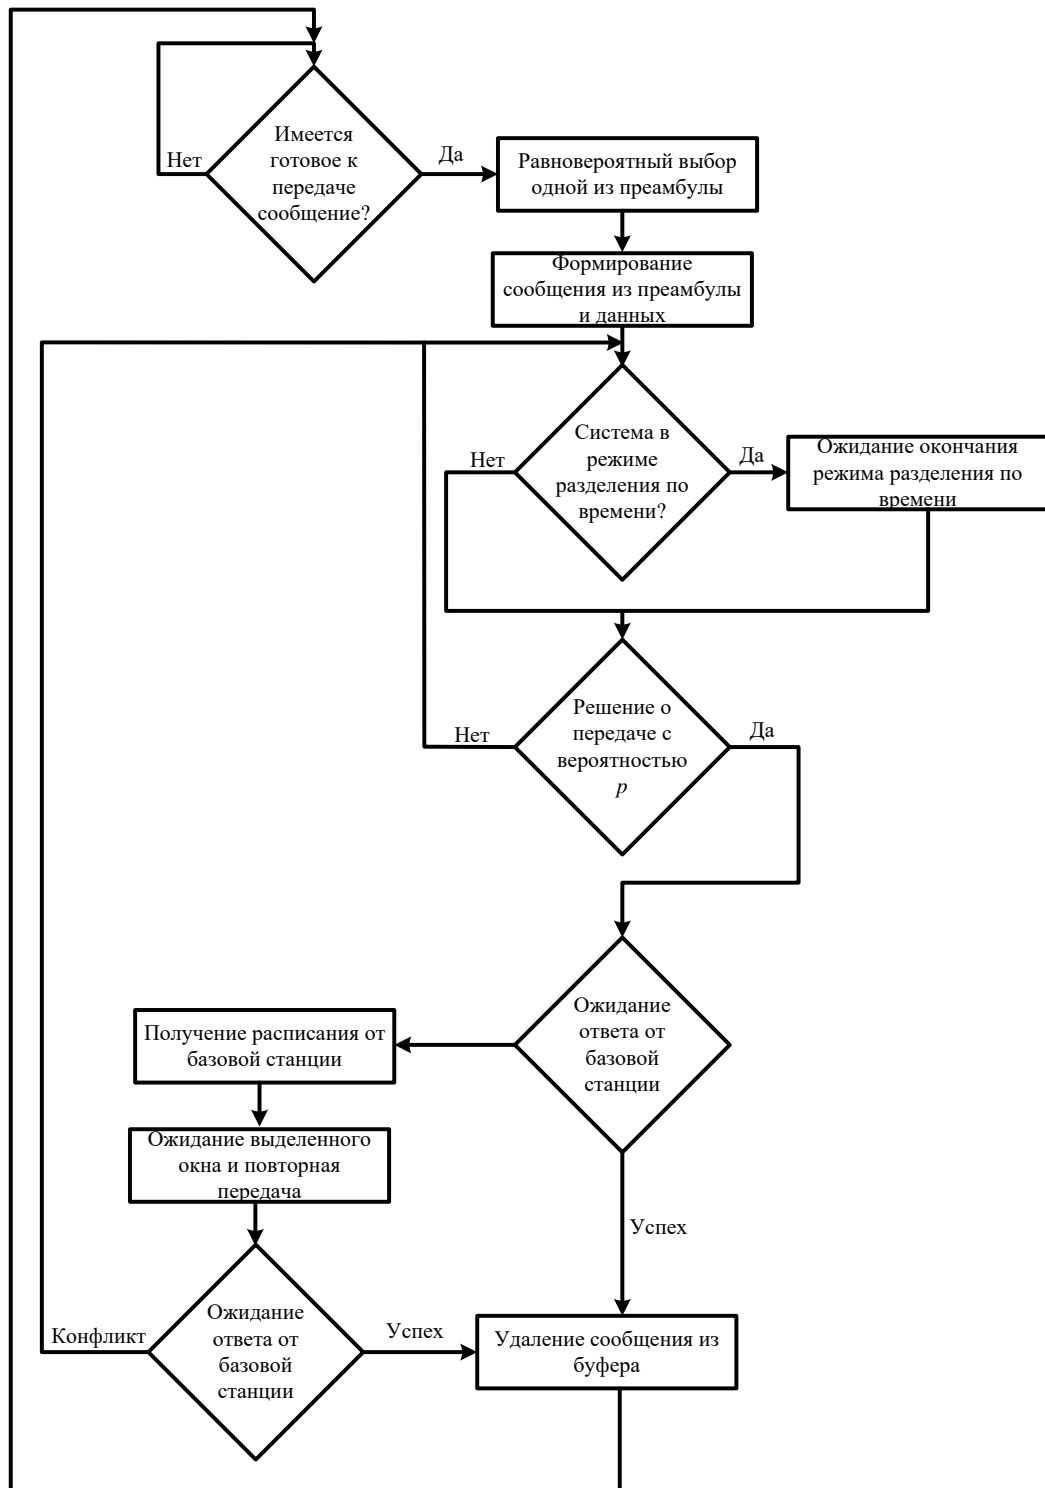 Имеется
готовое к
передаче
сообщение?
Нет
Да
Равновероятный выбор
одной из преамбулы
Формирование
сообщения из преамбулы
и данных
Система в
режиме
разделения по
времени?
Нет
Да
Ожидание окончания
режима разделения по
времени
Решение о
передаче с
вероятностью
p
Нет
Да
Ожидание
ответа от
базовой
станции
Получение расписания от
базовой станции
Ожидание выделенного
окна и повторная
передача
Успех
Ожидание
ответа от
базовой
станции
Конфликт
Успех
Удаление сообщения из
буфера